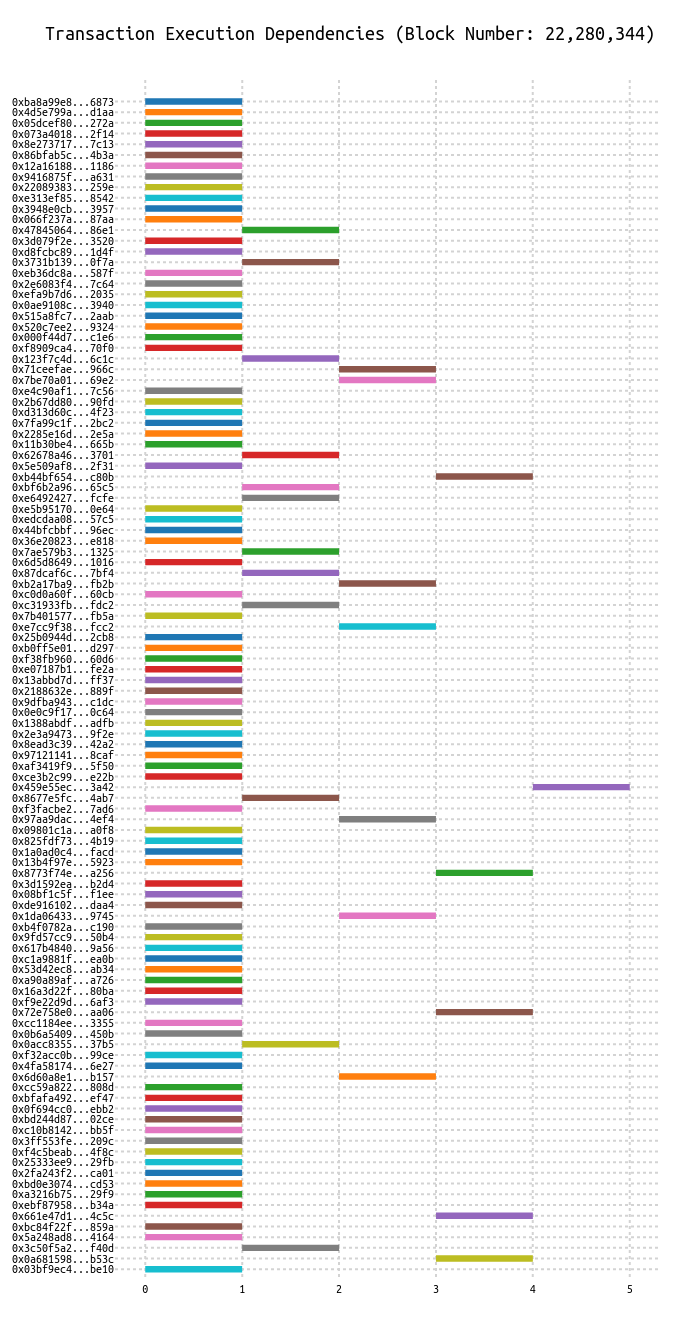 Transaction Execution Dependencies (Block Number: 22,280,344)
0xba8a99e8...6873
0x4d5e799a...d1aa
0x05dcef80...272a
0x073a4018...2f14
0x8e273717...7c13
0x86bfab5c...4b3a
0x12a16188...1186
0x9416875f...a631
0x22089383...259e
0xe313ef85...8542
0x3948e0cb...3957
0x066f237a...87aa
0x47845064...86e1
0x3d079f2e...3520
0xd8fcbc89...1d4f
0x3731b139...0f7a
0xeb36dc8a...587f
0x2e6083f4...7c64
0xefa9b7d6...2035
0x0ae9108c...3940
0x515a8fc7...2aab
0x520c7ee2...9324
0x000f44d7...c1e6
0xf8909ca4...70f0
0x123f7c4d...6c1c
0x71ceefae...966c
0x7be70a01...69e2
0xe4c90af1...7c56
0x2b67dd80...90fd
0xd313d60c...4f23
0x7fa99c1f...2bc2
0x2285e16d...2e5a
0x11b30be4...665b
0x62678a46...3701
0x5e509af8...2f31
0xb44bf654...c80b
0xbf6b2a96...65c5
0xe6492427...fcfe
0xe5b95170...0e64
0xedcdaa08...57c5
0x44bfcbbf...96ec
0x36e20823...e818
0x7ae579b3...1325
0x6d5d8649...1016
0x87dcaf6c...7bf4
0xb2a17ba9...fb2b
0xc0d0a60f...60cb
0xc31933fb...fdc2
0x7b401577...fb5a
0xe7cc9f38...fcc2
0x25b0944d...2cb8
0xb0ff5e01...d297
0xf38fb960...60d6
0xe07187b1...fe2a
0x13abbd7d...ff37
0x2188632e...889f
0x9dfba943...c1dc
0x0e0c9f17...0c64
0x1388abdf...adfb
0x2e3a9473...9f2e
0x8ead3c39...42a2
0x97121141...8caf
0xaf3419f9...5f50
0xce3b2c99...e22b
0x459e55ec...3a42
0x8677e5fc...4ab7
0xf3facbe2...7ad6
0x97aa9dac...4ef4
0x09801c1a...a0f8
0x825fdf73...4b19
0x1a0ad0c4...facd
0x13b4f97e...5923
0x8773f74e...a256
0x3d1592ea...b2d4
0x08bf1c5f...f1ee
0xde916102...daa4
0x1da06433...9745
0xb4f0782a...c190
0x9fd57cc9...50b4
0x617b4840...9a56
0xc1a9881f...ea0b
0x53d42ec8...ab34
0xa90a89af...a726
0x16a3d22f...80ba
0xf9e22d9d...6af3
0x72e758e0...aa06
0xcc1184ee...3355
0x0b6a5409...450b
0x0acc8355...37b5
0xf32acc0b...99ce
0x4fa58174...6e27
0x6d60a8e1...b157
0xcc59a822...808d
0xbfafa492...ef47
0x0f694cc0...ebb2
0xbd244d87...02ce
0xc10b8142...bb5f
0x3ff553fe...209c
0xf4c5beab...4f8c
0x25333ee9...29fb
0x2fa243f2...ca01
0xbd0e3074...cd53
0xa3216b75...29f9
0xebf87958...b34a
0x661e47d1...4c5c
0xbc84f22f...859a
0x5a248ad8...4164
0x3c50f5a2...f40d
0x0a681598...b53c
0x03bf9ec4...be10
0 1 2 3 4 5